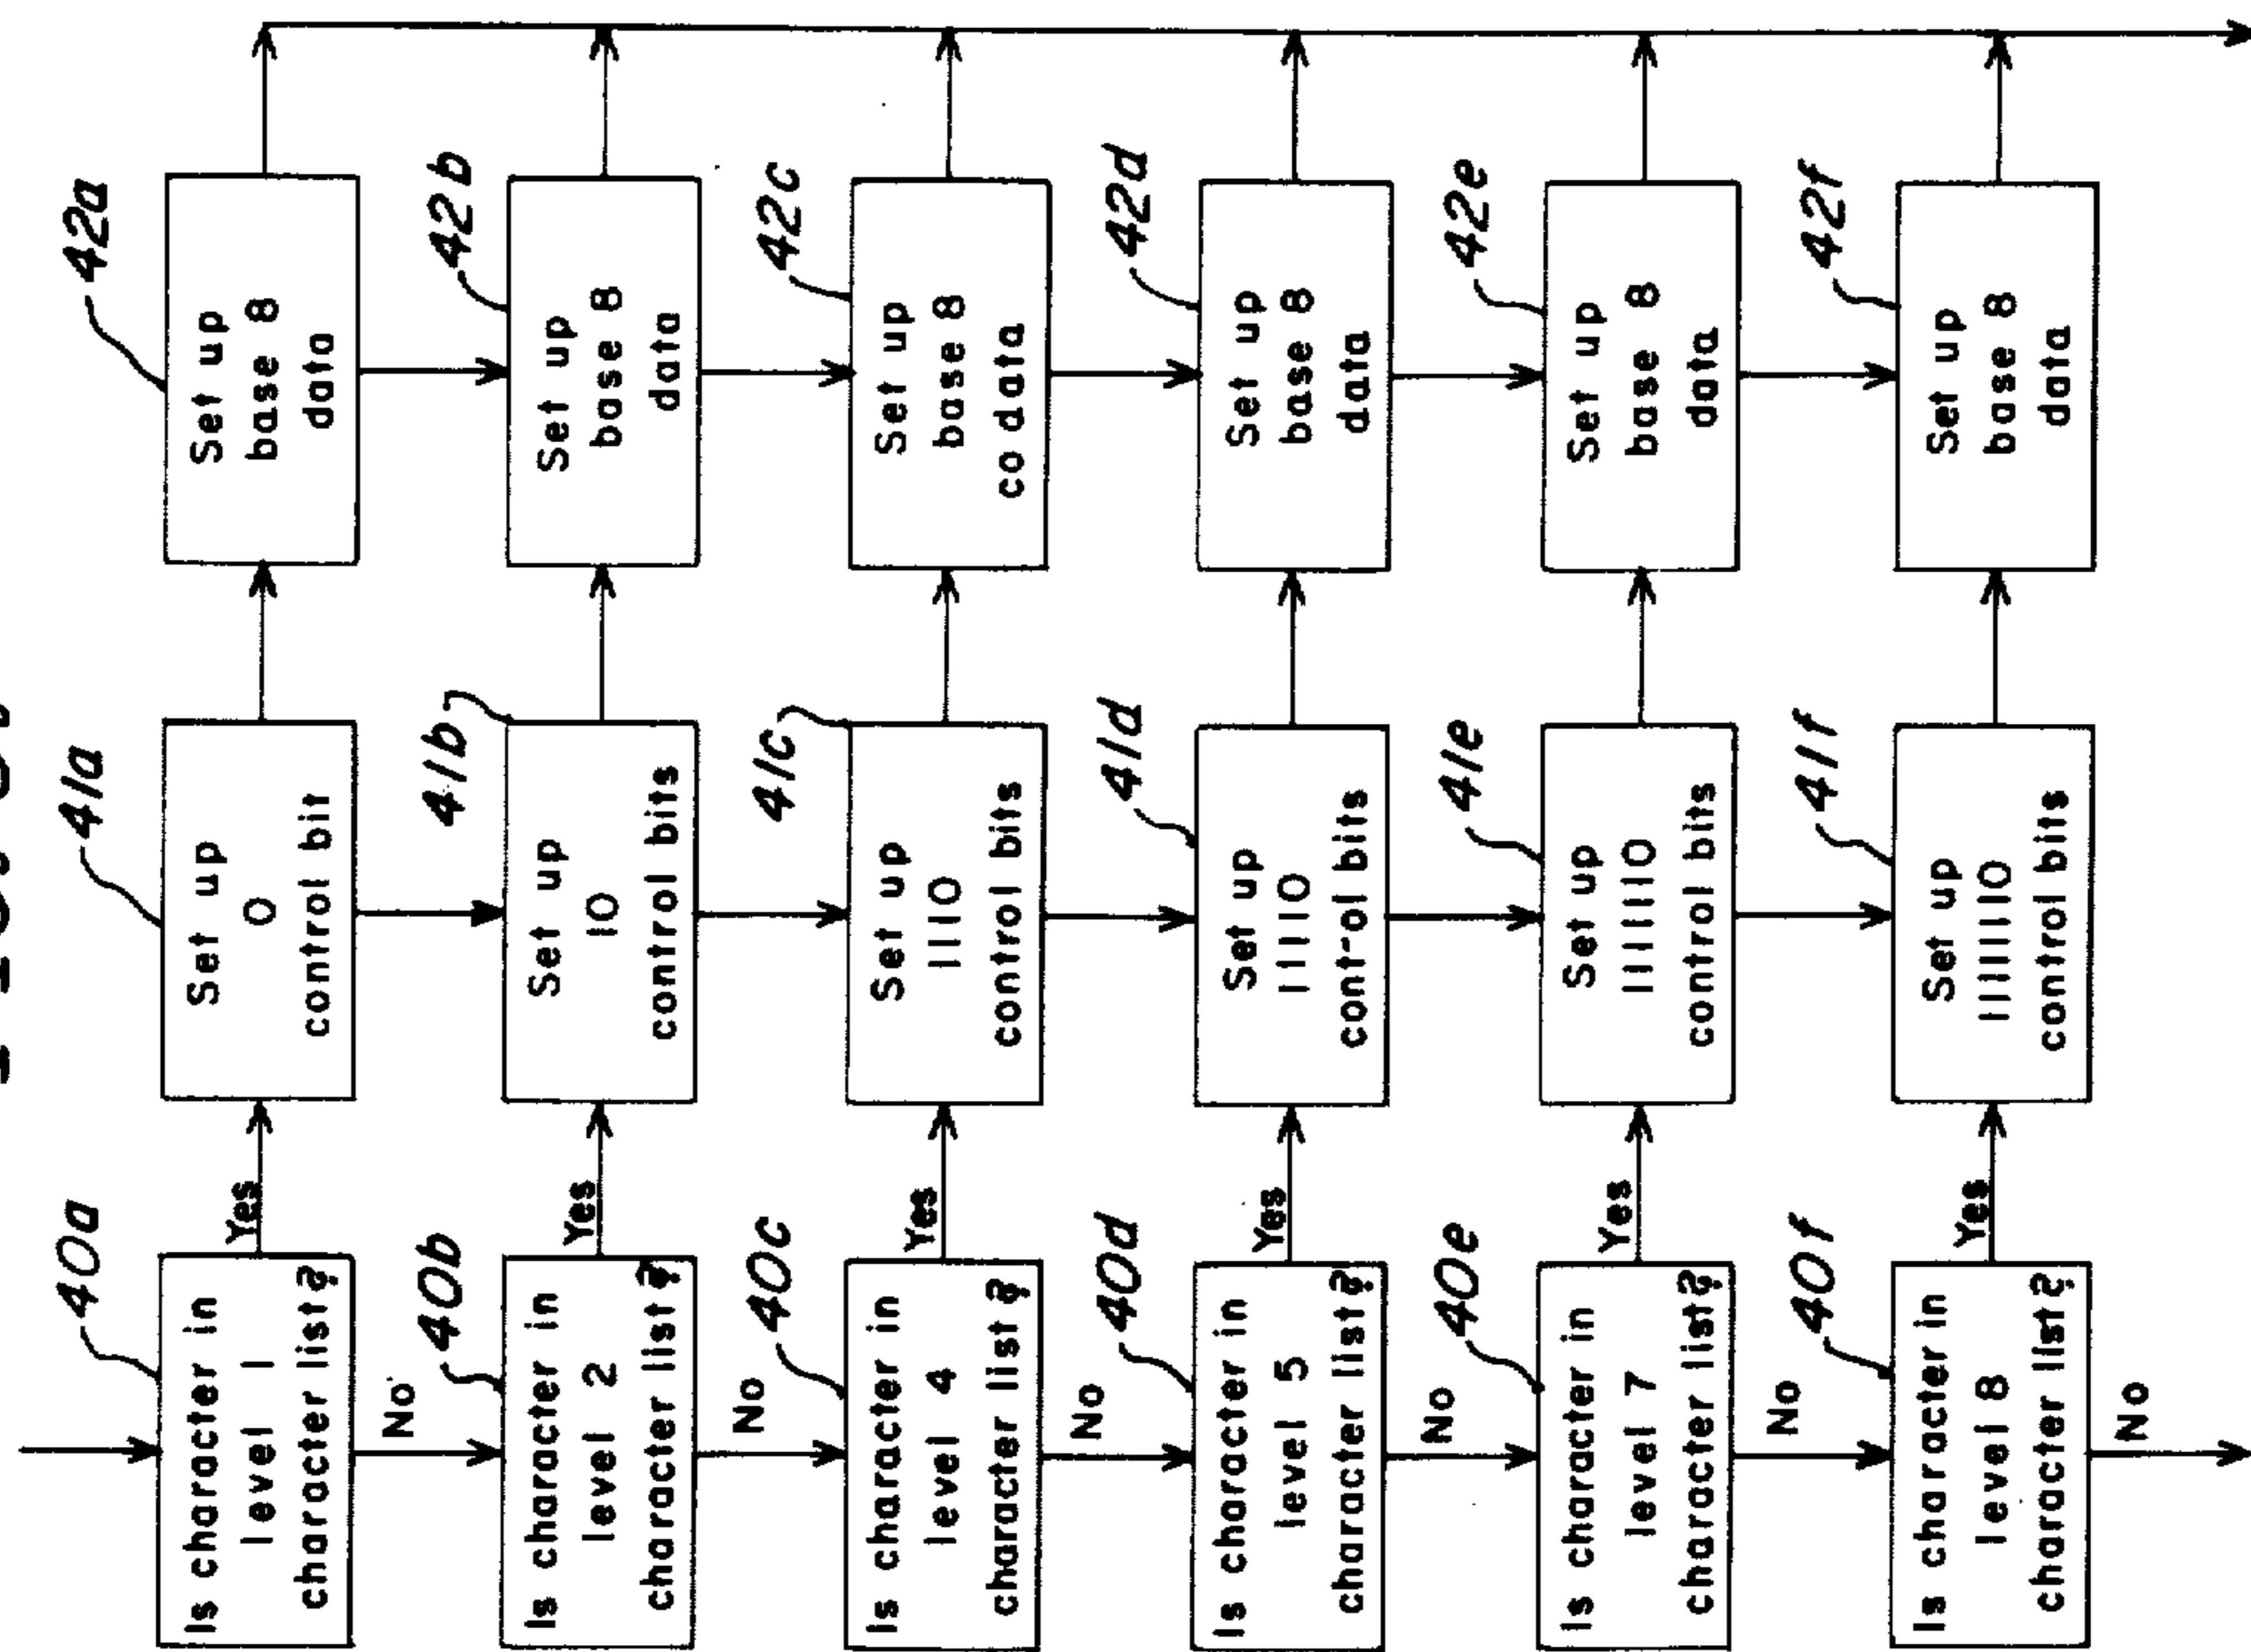 40a
41a
42a
Is character in
level 1
character list?
Yes
Set up
0
control bit
Set up
base 8
data
No
40b
41b
42b
Is character in
level 2
character list?
Yes
Set up
10
control bits
Set up
base 8
data
No
40c
41c
42c
Is character in
level 4
character list?
Yes
Set up
1110
control bits
Set up
base 8
co data
No
40d
41d
42d
Is character in
level 5
character list?
Yes
Set up
11110
control bits
Set up
base 8
data
No
40e
41e
42e
Is character in
level 7
character list?
Yes
Set up
1111110
control bits
Set up
base 8
data
No
40f
41f
42f
Is character in
level 8
character list?
Yes
Set up
11111110
control bits
Set up
base 8
data
No